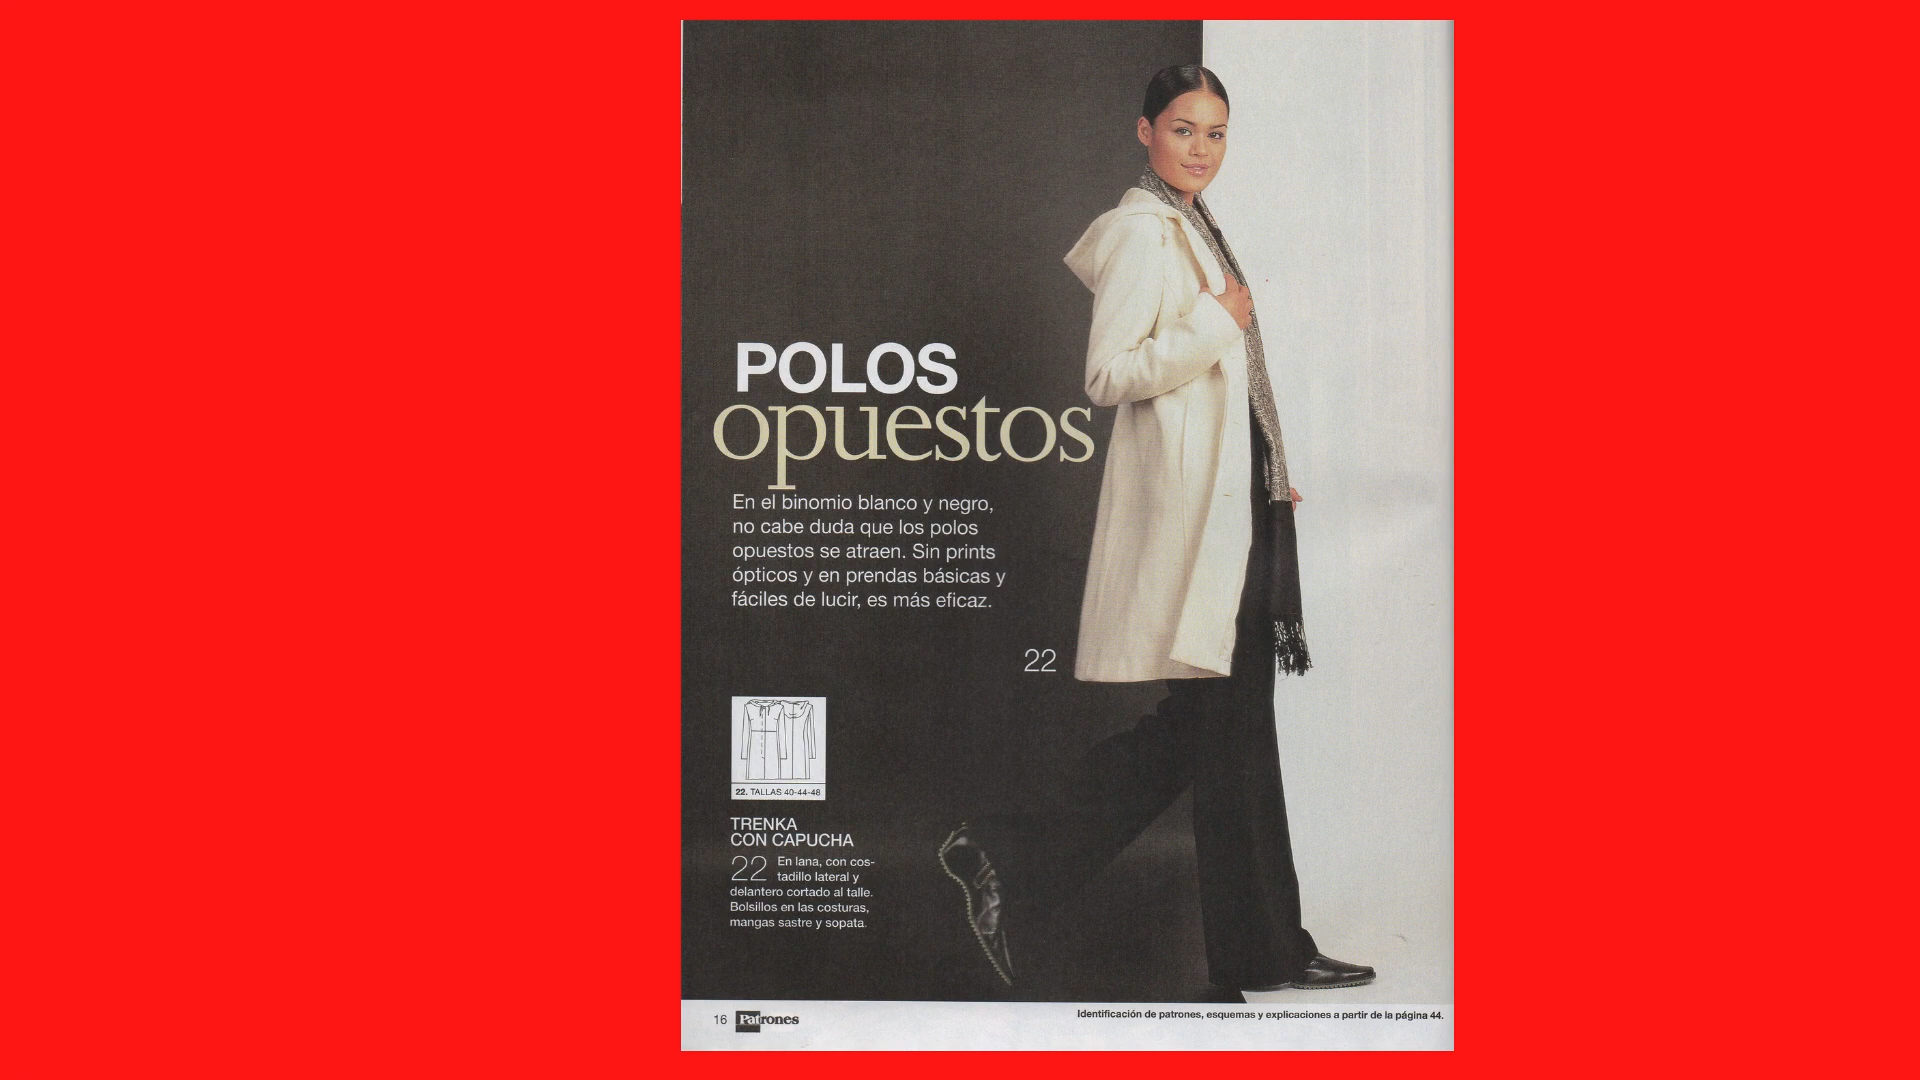 POLOS
opuestos
En el binomio blanco y negro,
no cabe duda que los polos
opuestos se atraen. Sin prints
ópticos y en prendas básicas y
fáciles de lucir, es más eficaz.
22
22. TALLAS 40-44-48
TRENKA
CON CAPUCHA
22 En lana, con cos-
tadillo lateral y
delantero cortado al talle.
Bolsillos en las costuras,
mangas sastre y sopata.
16 Patrones
Identificación de patrones, esquemas y explicaciones a partir de la página 44.